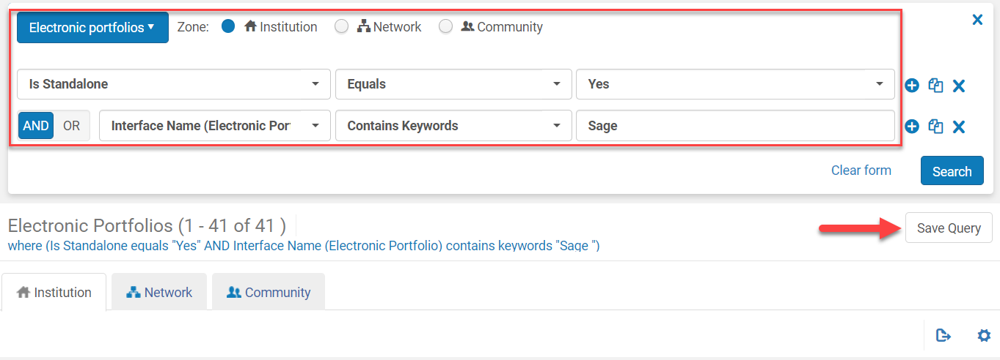 Electronic portfolios Zone: Institution Network Community
Is Standalone Equals Yes
AND OR Interface Name (Electronic Por Contains Keywords Sage
Clear form Search
Electronic Portfolios (1 - 41 of 41 )
Save Query
where (Is Standalone equals "Yes" AND Interface Name (Electronic Portfolio) contains keywords "Sage ")
Institution Network Community